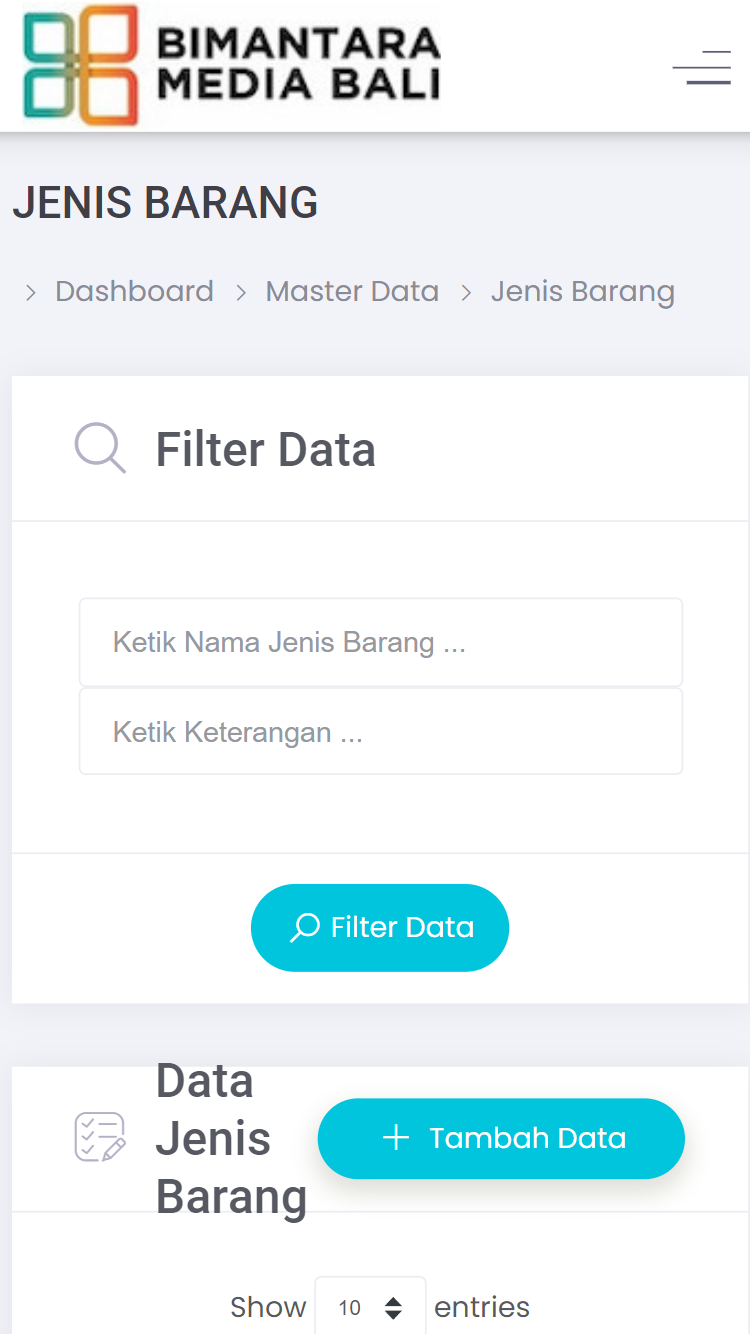 BIMANTARA
MEDIA BALI
JENIS BARANG
Dashboard > Master Data > Jenis Barang
Filter Data
Ketik Nama Jenis Barang ...
Ketik Keterangan ...
Filter Data
Data
Jenis
Barang
+ Tambah Data
Show 10 entries